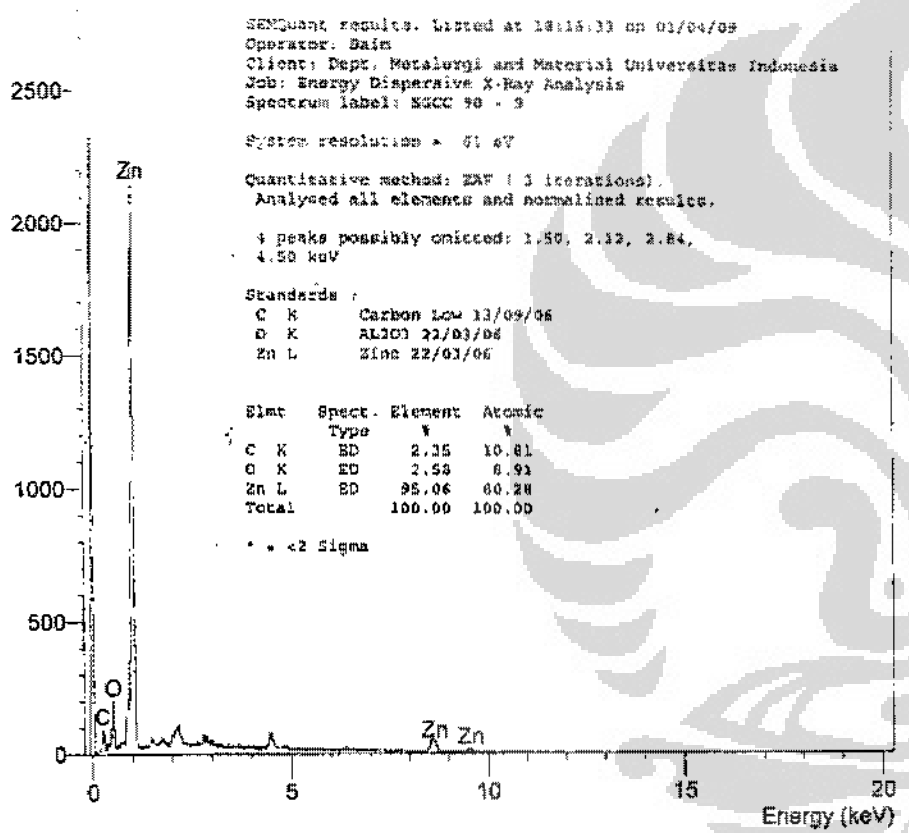 SEMQuant results. Listed at 18:16:33 on 01/04/09
Operator: Daim
Client: Dept. Metalurgi and Material Universitas Indonesia
Job: Energy Dispersive X-Ray Analysis
Spectrum label: SGCC 90 - 9
System resolution = 61 eV
Quantitative method: ZAF ( 3 iterations).
Analysed all elements and normalised results.
4 peaks possibly omitted: 1.50, 2.12, 2.84,
4.50 keV
Standards :
C K Carbon Low 13/09/06
O K AL2O3 22/03/06
Zn L Zinc 22/03/06
Elmt Spect. Element Atomic
Type % %
C K ED 2.35 10.81
O K ED 2.58 8.91
Zn L ED 95.06 80.28
Total 100.00 100.00
* = <2 Sigma
2500
2000
1500
1000
500
0
Zn
C
O
Zn
Zn
0 5 10 15 20
Energy (keV)